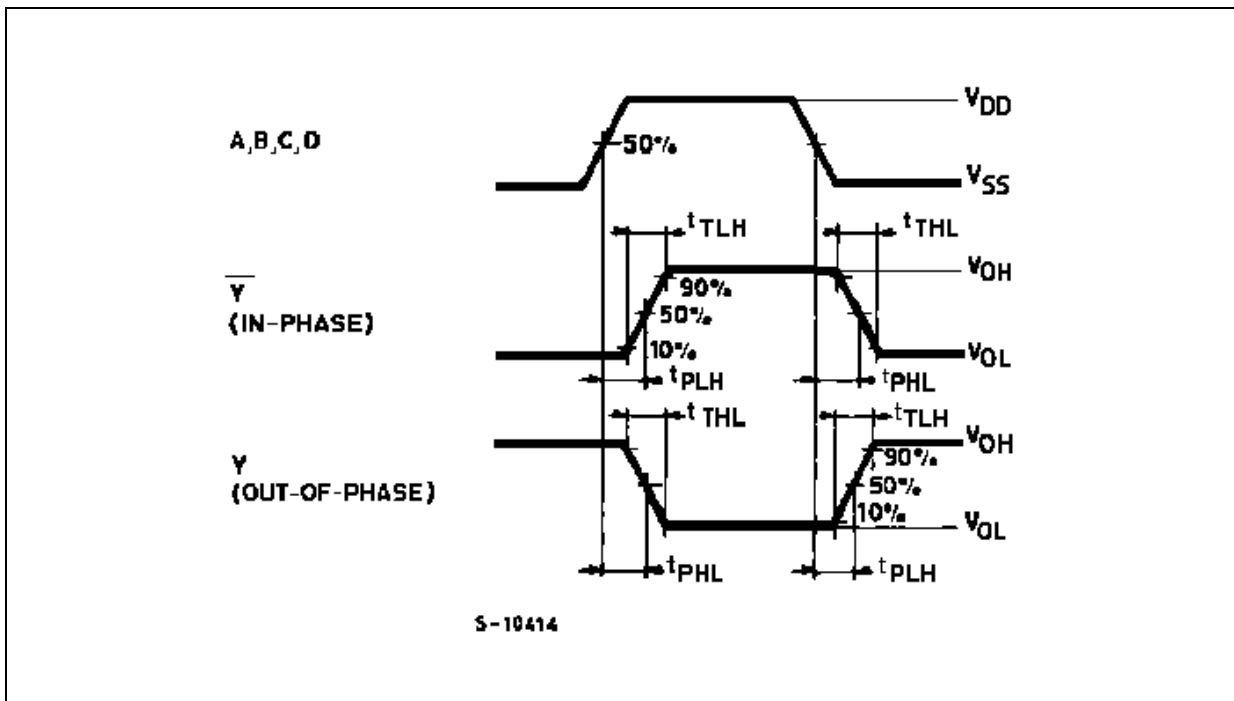 VDD
A,B,C,D
50%
VSS
tTLH
tTHL
Y
(IN-PHASE)
VOH
90%
50%
10%
VOL
tPLH
tPHL
tTHL
tTLH
Y
(OUT-OF-PHASE)
VOH
90%
50%
10%
VOL
tPHL
tPLH
S-10414